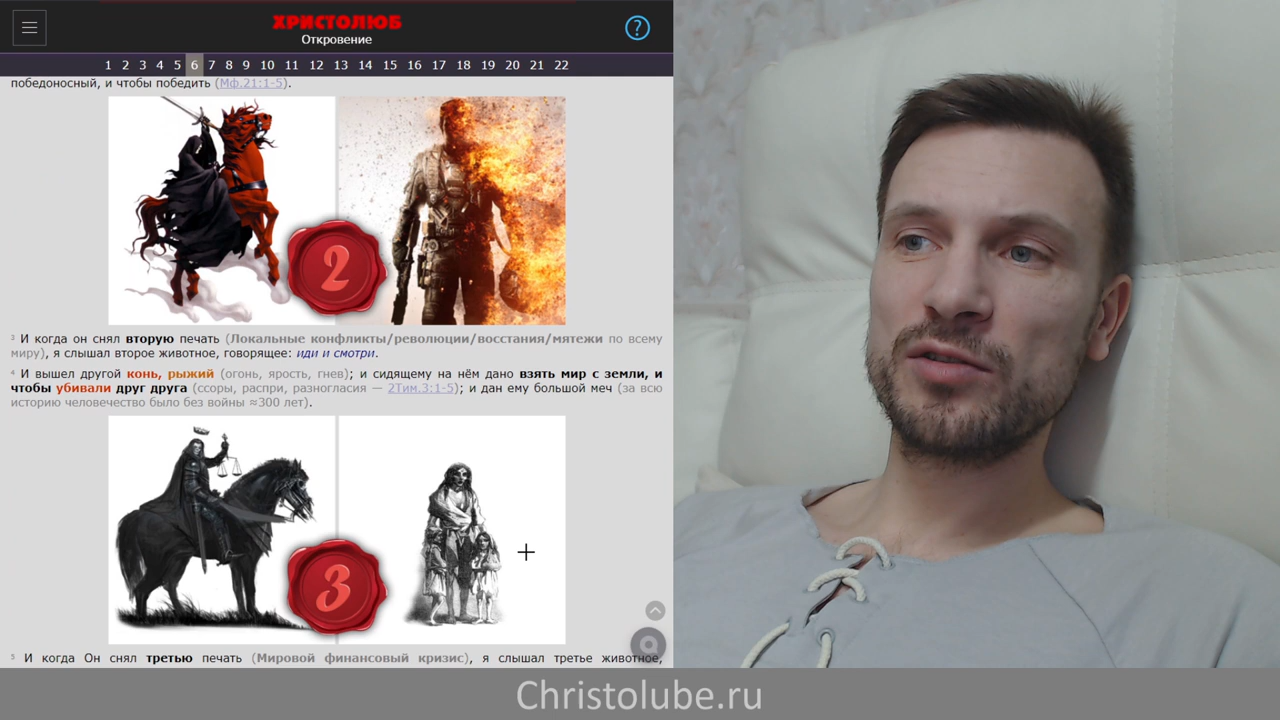 ХРИСТОЛЮБ
Откровение
1 2 3 4 5 6 7 8 9 10 11 12 13 14 15 16 17 18 19 20 21 22
победоносный, и чтобы победить (Мф.21:1-5).
2
3 И когда он снял вторую печать (Локальные конфликты/революции/восстания/мятежи по всему
миру), я слышал второе животное, говорящее: иди и смотри.
4 И вышел другой конь, рыжий (огонь, ярость, гнев); и сидящему на нём дано взять мир с земли, и
чтобы убивали друг друга (ссоры, распри, разногласия — 2Тим.3:1-5); и дан ему большой меч (за всю
историю человечество было без войны ≈300 лет).
3
5 И когда Он снял третью печать (Мировой финансовый кризис), я слышал третье животное,
Christolube.ru